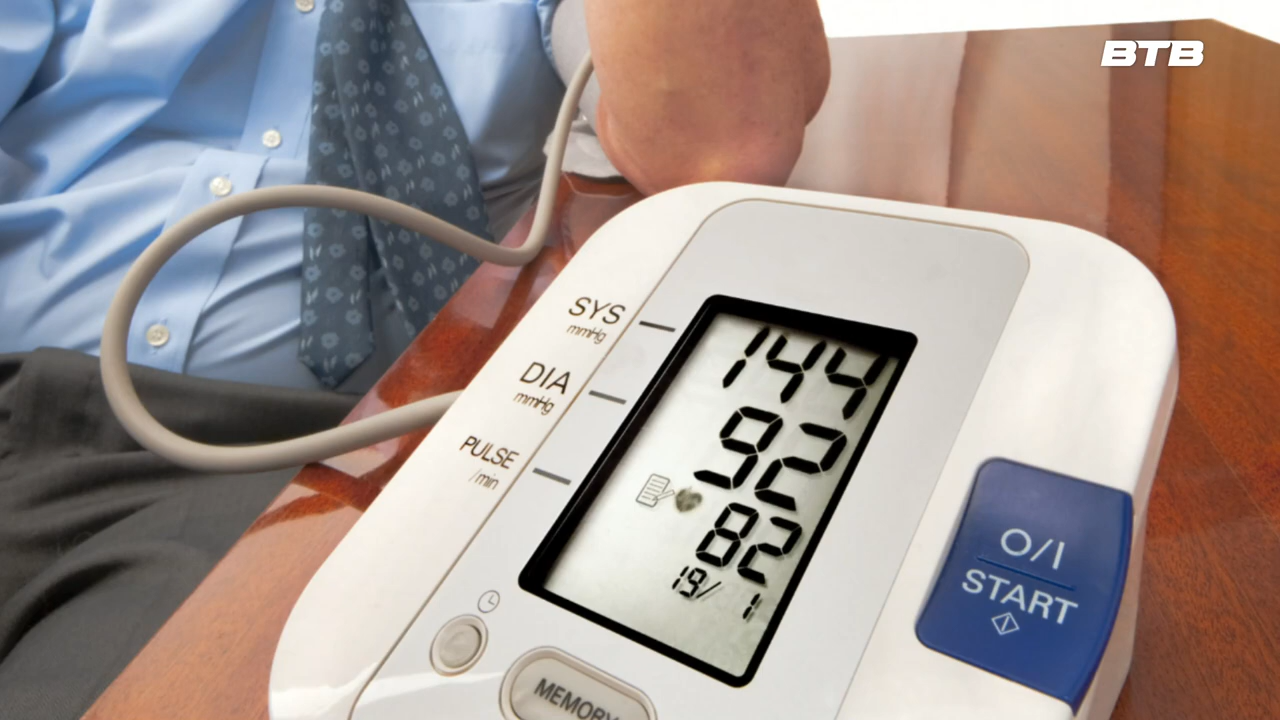 BTB
SYS
mmHg
144
DIA
mmHg
92
PULSE
/min
82
19/ 1
O/I
START
MEMORY